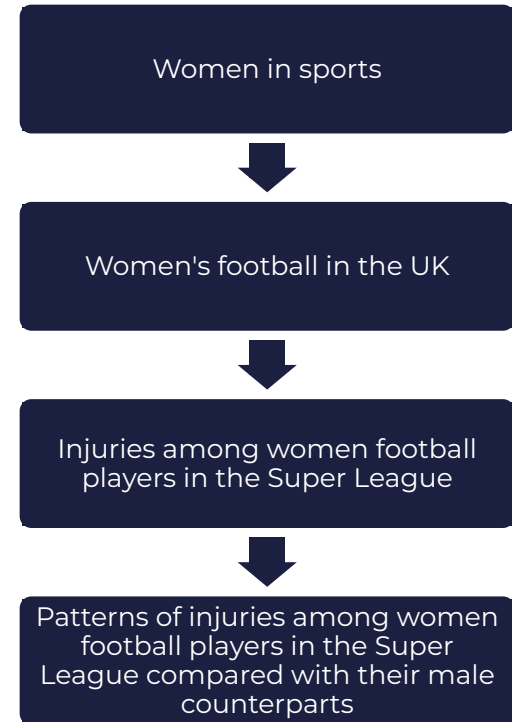 Women in sports
Women's football in the UK
Injuries among women football
players in the Super League
Patterns of injuries among women
football players in the Super
League compared with their male
counterparts